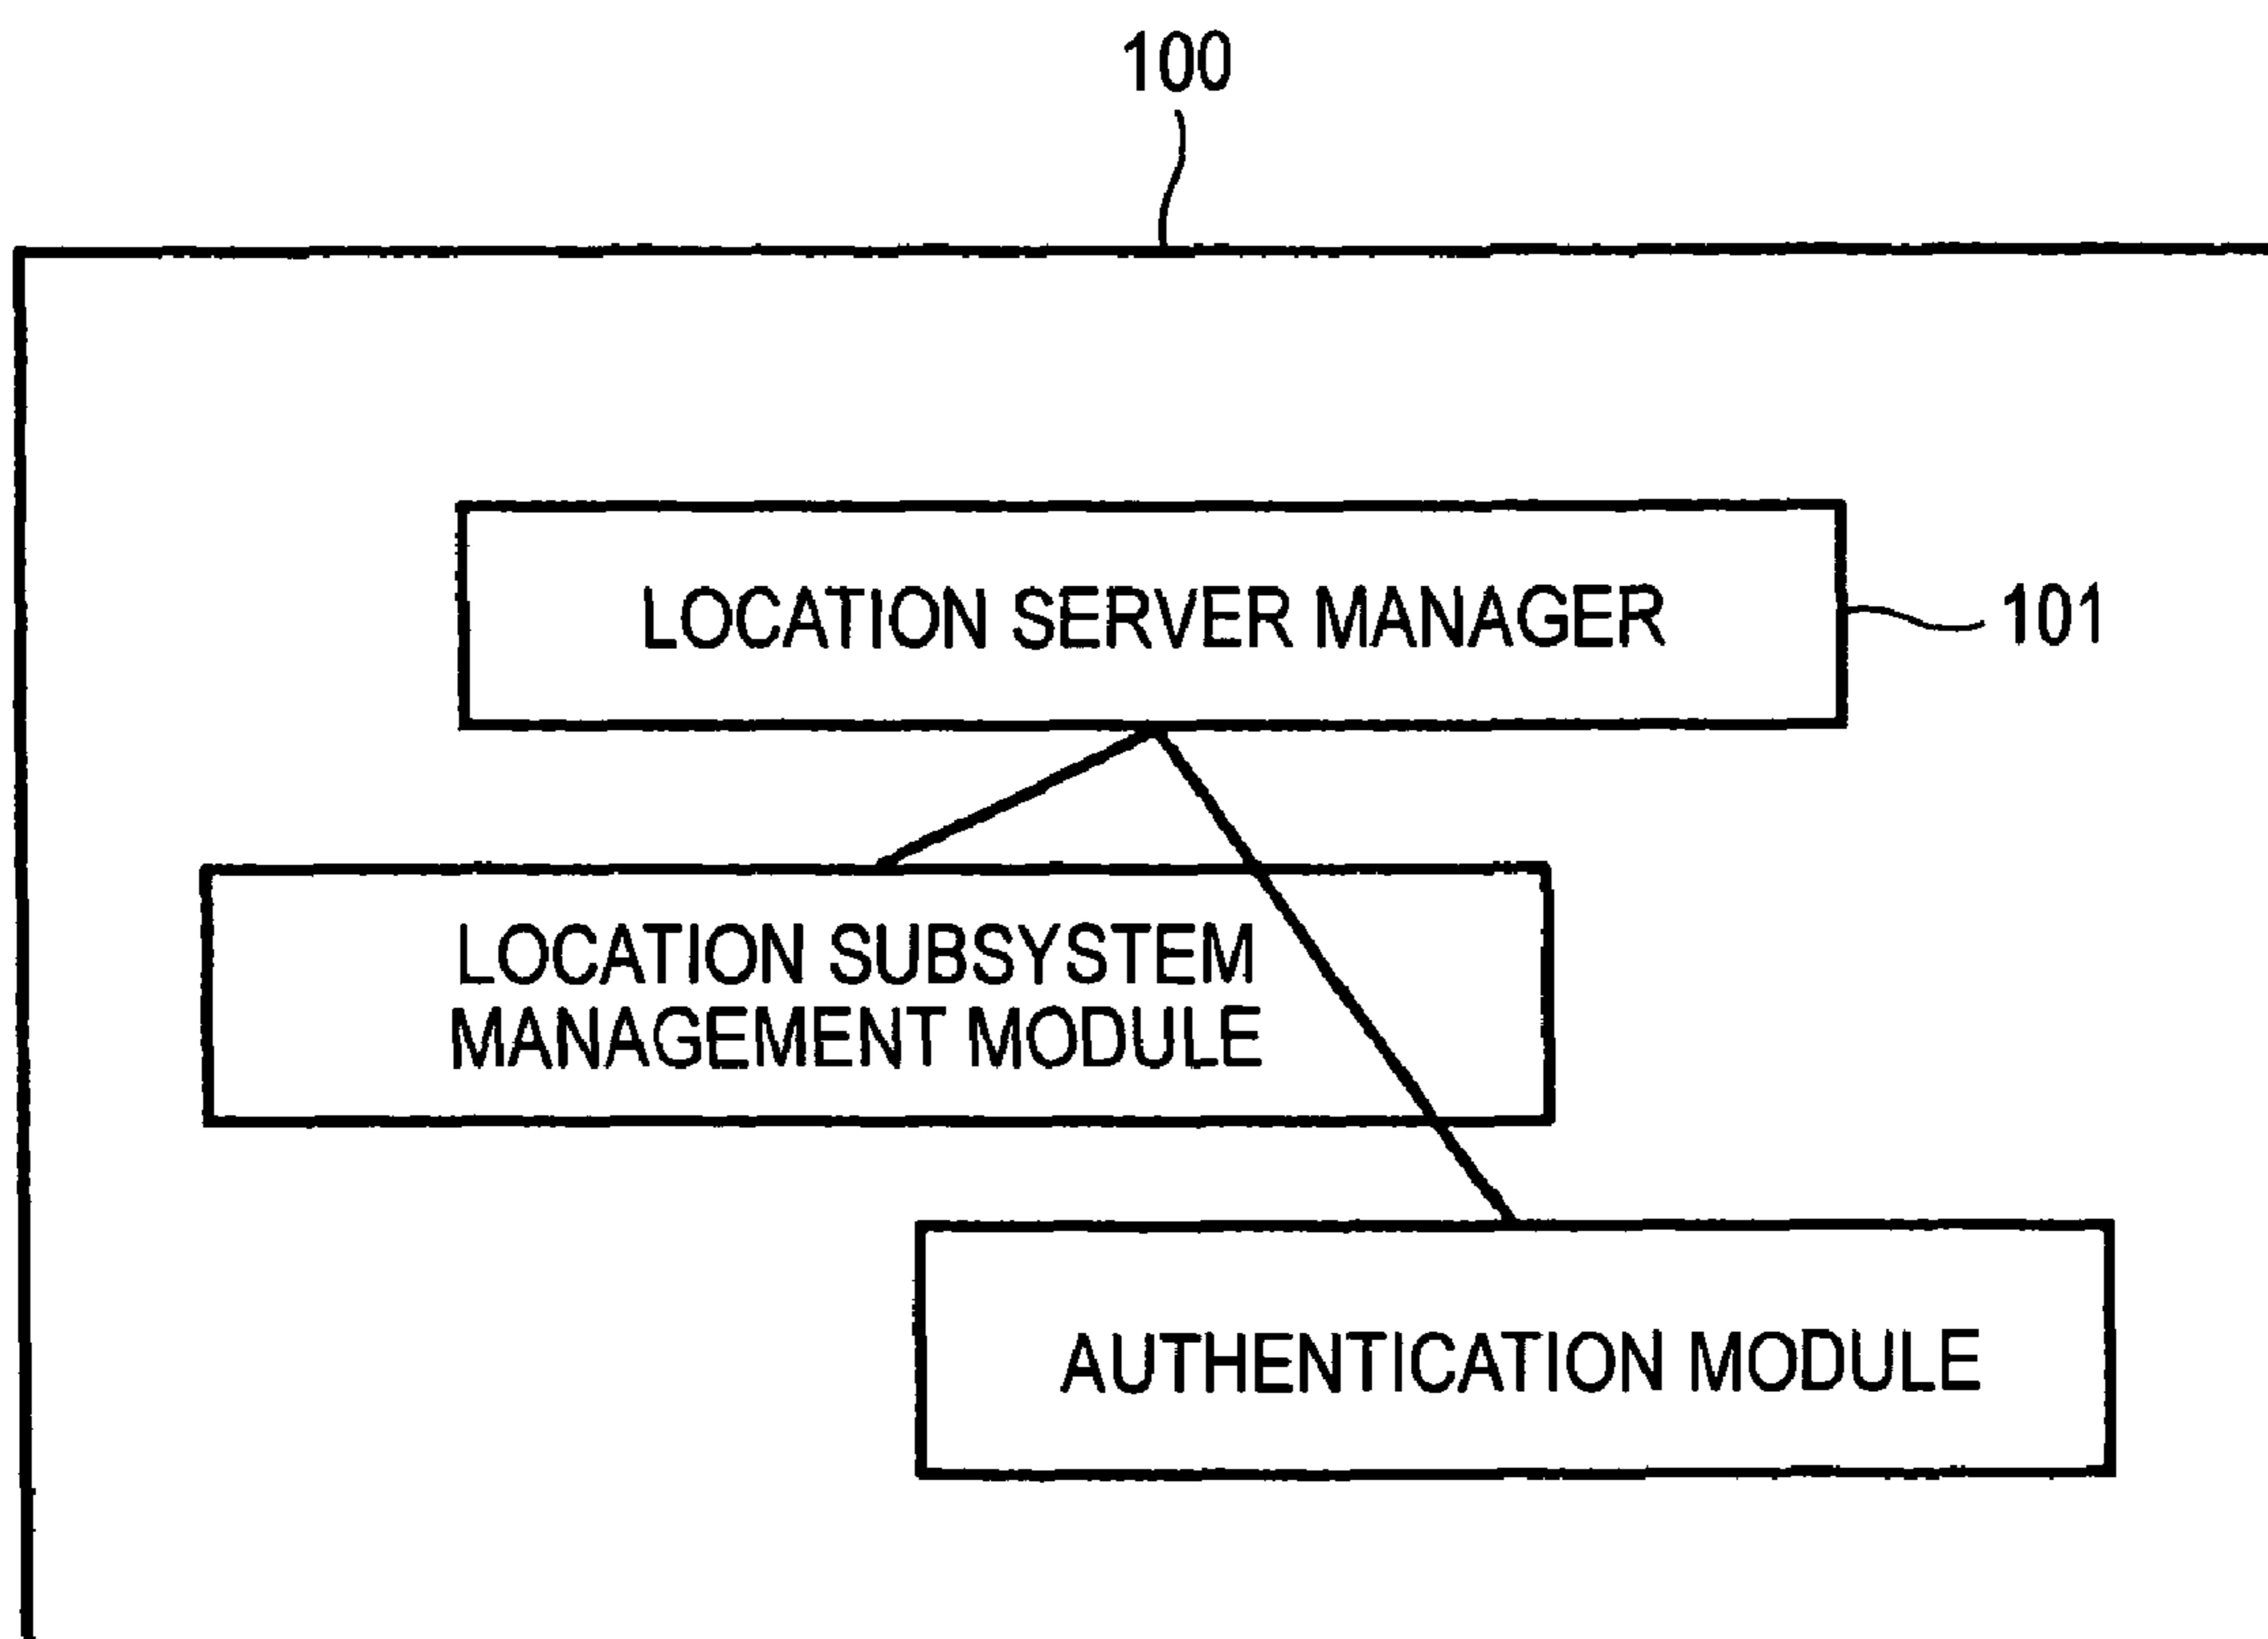 100
LOCATION SERVER MANAGER
101
LOCATION SUBSYSTEM
MANAGEMENT MODULE
AUTHENTICATION MODULE